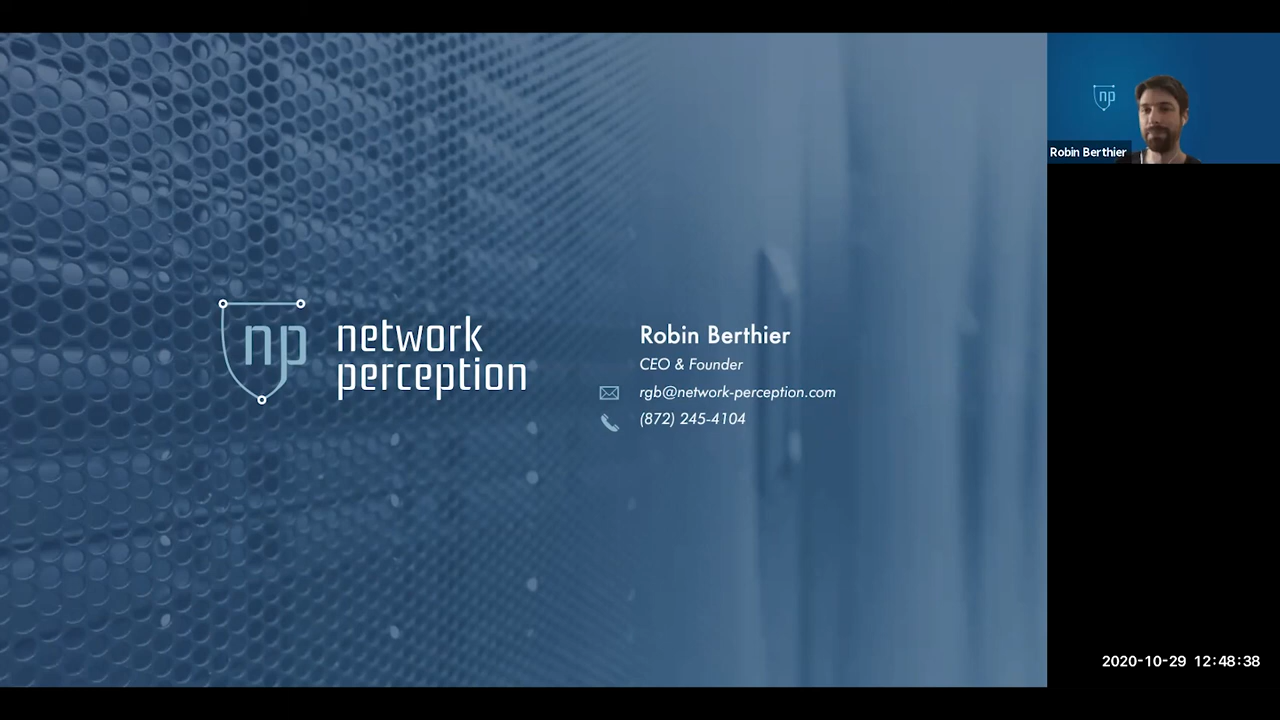 np
network
perception
Robin Berthier
CEO & Founder
rgb@network-perception.com
(872) 245-4104
np
Robin Berthier
2020-10-29 12:48:38